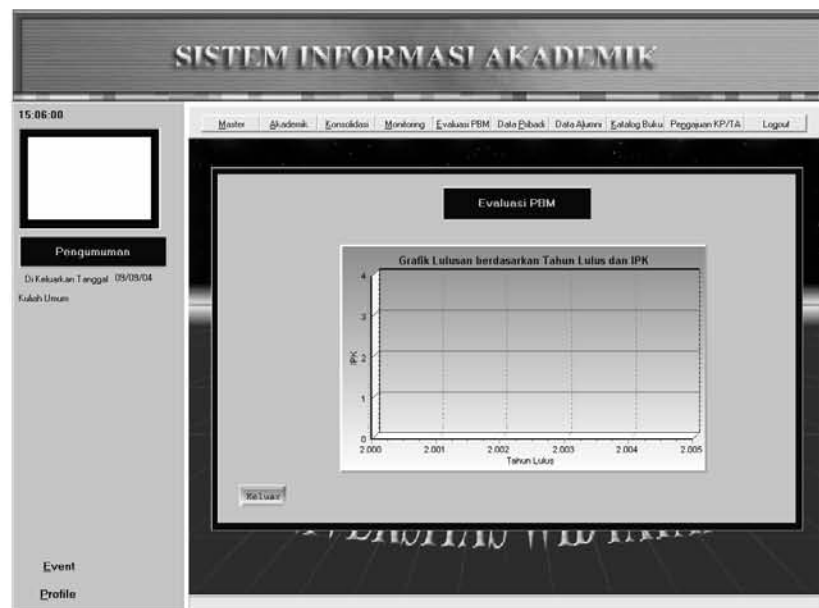 SISTEM INFORMASI AKADEMIK
15:06:00
Master Akademik Konsolidasi Monitoring Evaluasi PBM Data Pribadi Data Alumni Katalog Buku Pengajuan KP/TA Logout
Evaluasi PBM
Pengumuman
Di Keluarkan Tanggal 09/09/04
Kuliah Umum
Grafik Lulusan berdasarkan Tahun Lulus dan IPK
4
3
IPK
2
1
0
2.000 2.001 2.002 2.003 2.004 2.005
Tahun Lulus
Keluar
Event
Profile